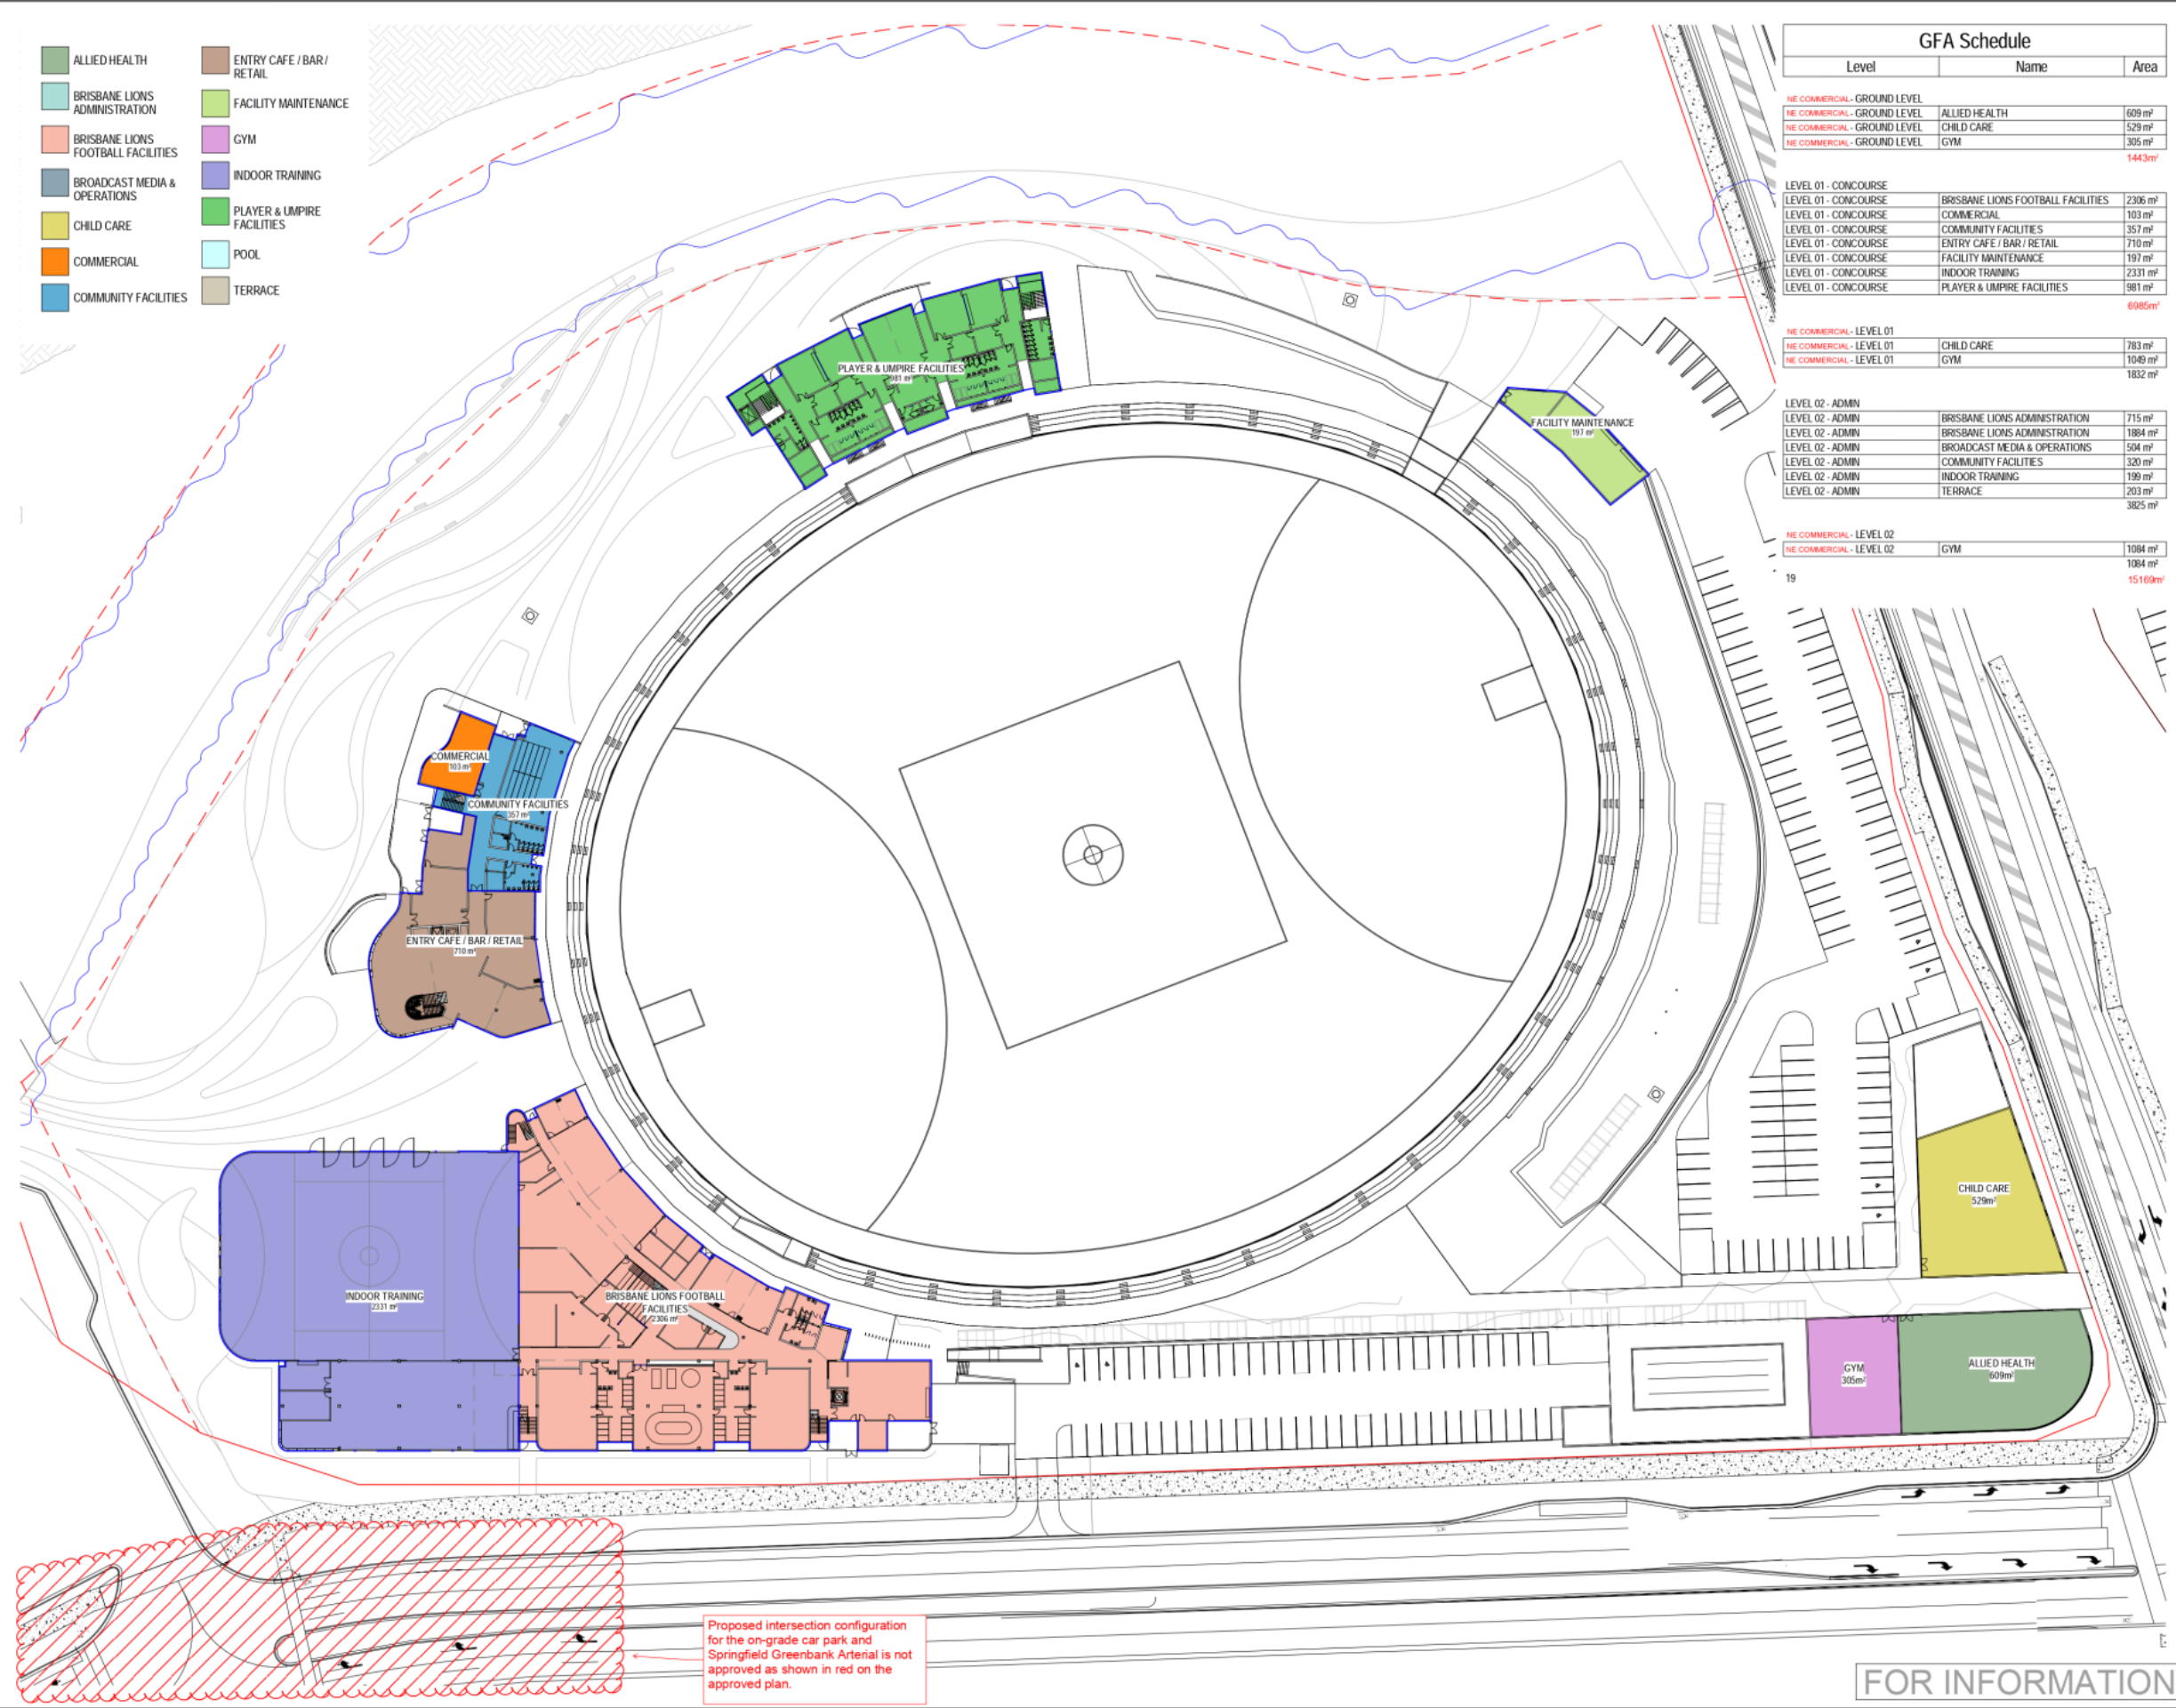 ALLIED HEALTH
BRISBANE LIONS
ADMINISTRATION
BRISBANE LIONS
FOOTBALL FACILITIES
BROADCAST MEDIA &
OPERATIONS
CHILD CARE
COMMERCIAL
COMMUNITY FACILITIES
ENTRY CAFE / BAR /
RETAIL
FACILITY MAINTENANCE
GYM
INDOOR TRAINING
PLAYER & UMPIRE
FACILITIES
POOL
TERRACE
GFA Schedule
Level Name Area
NE COMMERCIAL - GROUND LEVEL
NE COMMERCIAL - GROUND LEVEL ALLIED HEALTH 609 m²
NE COMMERCIAL - GROUND LEVEL CHILD CARE 529 m²
NE COMMERCIAL - GROUND LEVEL GYM 305 m²
1443m²
LEVEL 01 - CONCOURSE
LEVEL 01 - CONCOURSE BRISBANE LIONS FOOTBALL FACILITIES 2306 m²
LEVEL 01 - CONCOURSE COMMERCIAL 103 m²
LEVEL 01 - CONCOURSE COMMUNITY FACILITIES 357 m²
LEVEL 01 - CONCOURSE ENTRY CAFE / BAR / RETAIL 710 m²
LEVEL 01 - CONCOURSE FACILITY MAINTENANCE 197 m²
LEVEL 01 - CONCOURSE INDOOR TRAINING 2331 m²
LEVEL 01 - CONCOURSE PLAYER & UMPIRE FACILITIES 981 m²
6985m²
NE COMMERCIAL - LEVEL 01
NE COMMERCIAL - LEVEL 01 CHILD CARE 783 m²
NE COMMERCIAL - LEVEL 01 GYM 1049 m²
1832 m²
LEVEL 02 - ADMIN
LEVEL 02 - ADMIN BRISBANE LIONS ADMINISTRATION 715 m²
LEVEL 02 - ADMIN BRISBANE LIONS ADMINISTRATION 1884 m²
LEVEL 02 - ADMIN BROADCAST MEDIA & OPERATIONS 504 m²
LEVEL 02 - ADMIN COMMUNITY FACILITIES 320 m²
LEVEL 02 - ADMIN INDOOR TRAINING 199 m²
LEVEL 02 - ADMIN TERRACE 203 m²
3825 m²
NE COMMERCIAL - LEVEL 02
NE COMMERCIAL - LEVEL 02 GYM 1084 m²
1084 m²
19 15169m²
PLAYER & UMPIRE FACILITIES
981 m²
FACILITY MAINTENANCE
197 m²
COMMERCIAL
103 m²
COMMUNITY FACILITIES
357 m²
ENTRY CAFE / BAR / RETAIL
710 m²
CHILD CARE
529m²
INDOOR TRAINING
2331 m²
BRISBANE LIONS FOOTBALL
FACILITIES
2306 m²
GYM
305m²
ALLIED HEALTH
609m²
Proposed intersection configuration
for the on-grade car park and
Springfield Greenbank Arterial is not
approved as shown in red on the
approved plan.
FOR INFORMATION